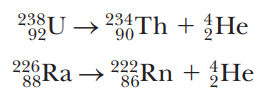 ²³⁸₉₂U → ²³⁴₉₀Th + ⁴₂He
²²⁶₈₈Ra → ²²²₈₆Rn + ⁴₂He